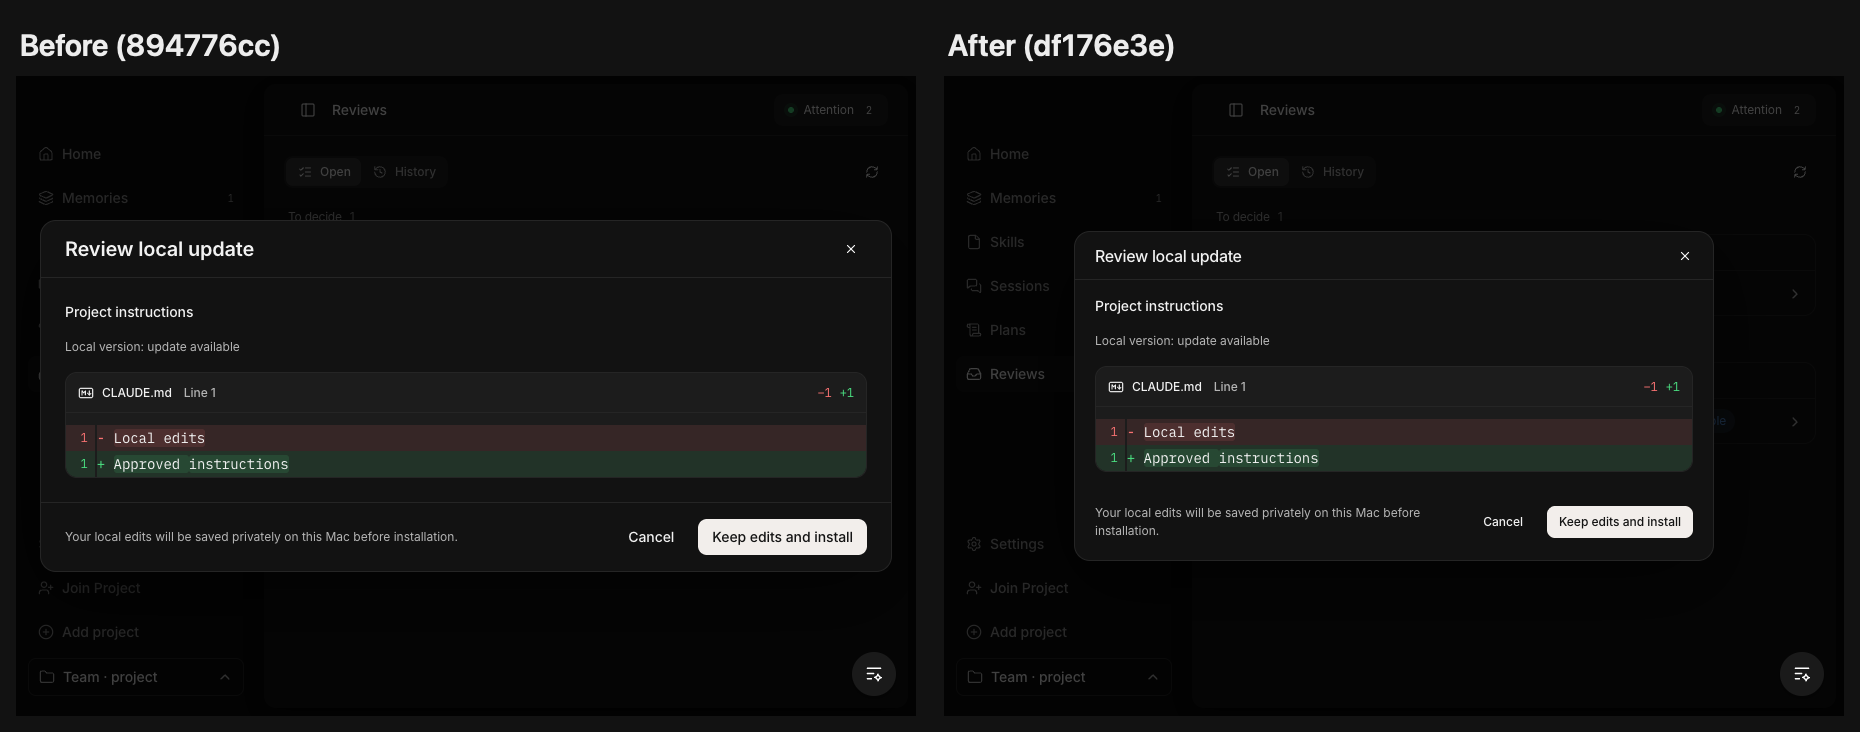 Before (894776cc)
Reviews
Attention 2
Home
Open History
Memories 1
To decide 1
Review local update
Project instructions
Local version: update available
CLAUDE.md Line 1 −1 +1
1 - Local edits
1 + Approved instructions
Your local edits will be saved privately on this Mac before installation. Cancel Keep edits and install
Join Project
Add project
Team · project
After (df176e3e)
Reviews
Attention 2
Home
Open History
Memories 1
To decide 1
Skills
Sessions
Plans
Reviews
Review local update
Project instructions
Local version: update available
CLAUDE.md Line 1 −1 +1
1 - Local edits
1 + Approved instructions
Your local edits will be saved privately on this Mac before
installation.
Cancel Keep edits and install
Settings
Join Project
Add project
Team · project